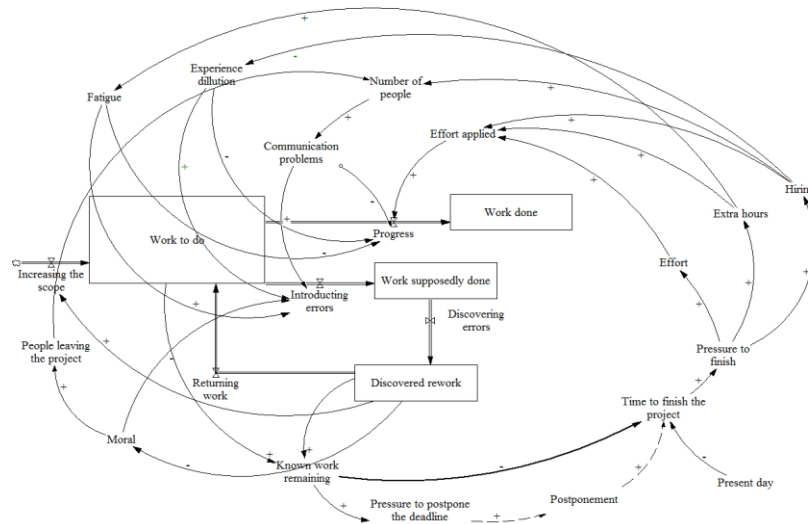 Experience
dillution
Number of
people
Fatigue
Effort applied
Communication
problems
Hirin
Extra hours
Work done
Work to do
Progress
Effort
Increasing the
scope
Work supposedly done
Introducting
errors
Discovering
errors
People leaving
the project
Pressure to
finish
Returning
work
Discovered rework
Time to finish the
project
Moral
Known work
remaining
Present day
Pressure to postpone
the deadline
Postponement